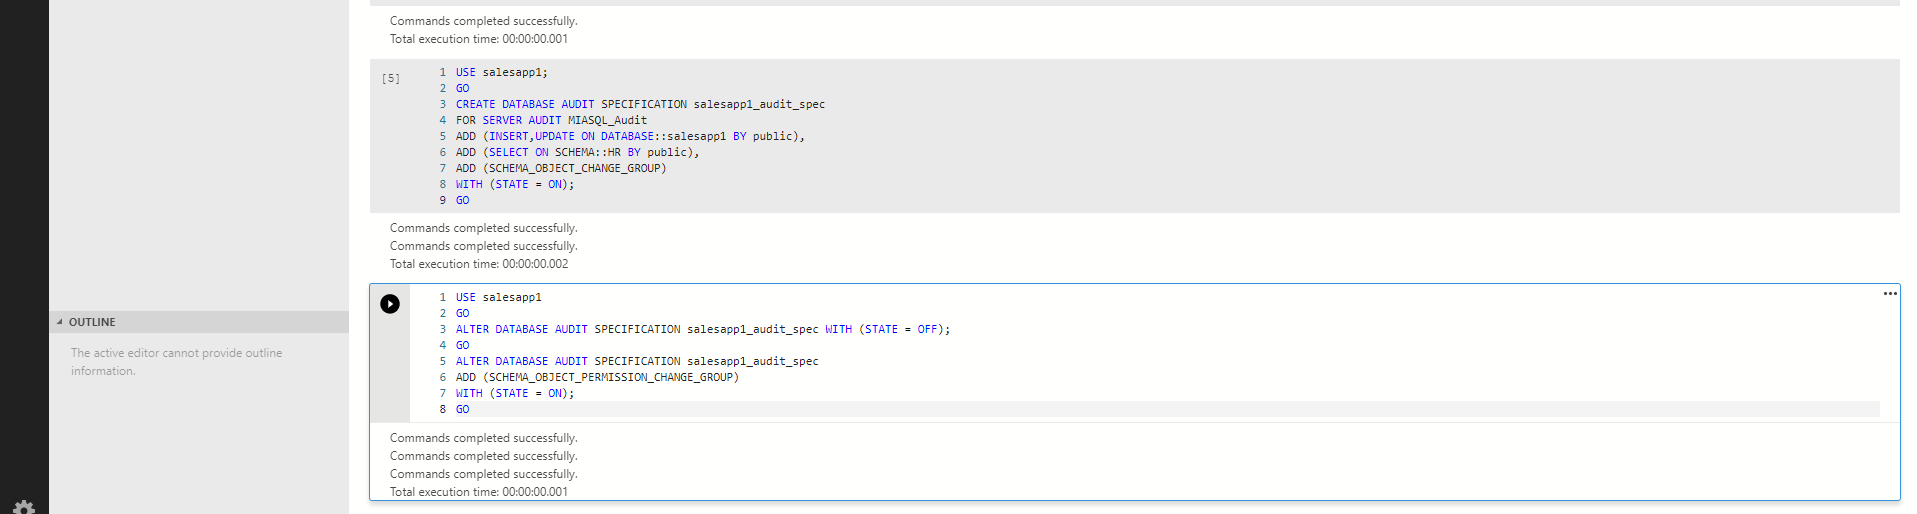 Commands completed successfully.
Total execution time: 00:00:00.001
[5]
1 USE salesapp1;
2 GO
3 CREATE DATABASE AUDIT SPECIFICATION salesapp1_audit_spec
4 FOR SERVER AUDIT MIASQL_Audit
5 ADD (INSERT,UPDATE ON DATABASE::salesapp1 BY public),
6 ADD (SELECT ON SCHEMA::HR BY public),
7 ADD (SCHEMA_OBJECT_CHANGE_GROUP)
8 WITH (STATE = ON);
9 GO
Commands completed successfully.
Commands completed successfully.
Total execution time: 00:00:00.002
OUTLINE
The active editor cannot provide outline
information.
1 USE salesapp1
2 GO
3 ALTER DATABASE AUDIT SPECIFICATION salesapp1_audit_spec WITH (STATE = OFF);
4 GO
5 ALTER DATABASE AUDIT SPECIFICATION salesapp1_audit_spec
6 ADD (SCHEMA_OBJECT_PERMISSION_CHANGE_GROUP)
7 WITH (STATE = ON);
8 GO
Commands completed successfully.
Commands completed successfully.
Commands completed successfully.
Total execution time: 00:00:00.001